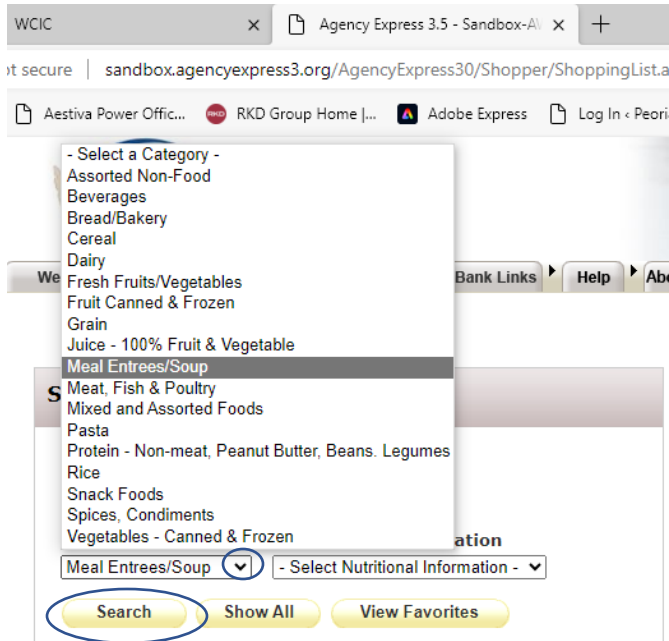 WCIC
Agency Express 3.5 - Sandbox-A
ot secure | sandbox.agencyexpress3.org/AgencyExpress30/Shopper/ShoppingList.a
Aestiva Power Offic... RKD RKD Group Home |... Adobe Express Log In ‹ Peori
- Select a Category -
Assorted Non-Food
Beverages
Bread/Bakery
Cereal
Dairy
We Fresh Fruits/Vegetables Bank Links Help Abo
Fruit Canned & Frozen
Grain
Juice - 100% Fruit & Vegetable
Meal Entrees/Soup
S Meat, Fish & Poultry
Mixed and Assorted Foods
Pasta
Protein - Non-meat, Peanut Butter, Beans. Legumes
Rice
Snack Foods
Spices, Condiments
Vegetables - Canned & Frozen ation
Meal Entrees/Soup - Select Nutritional Information -
Search Show All View Favorites